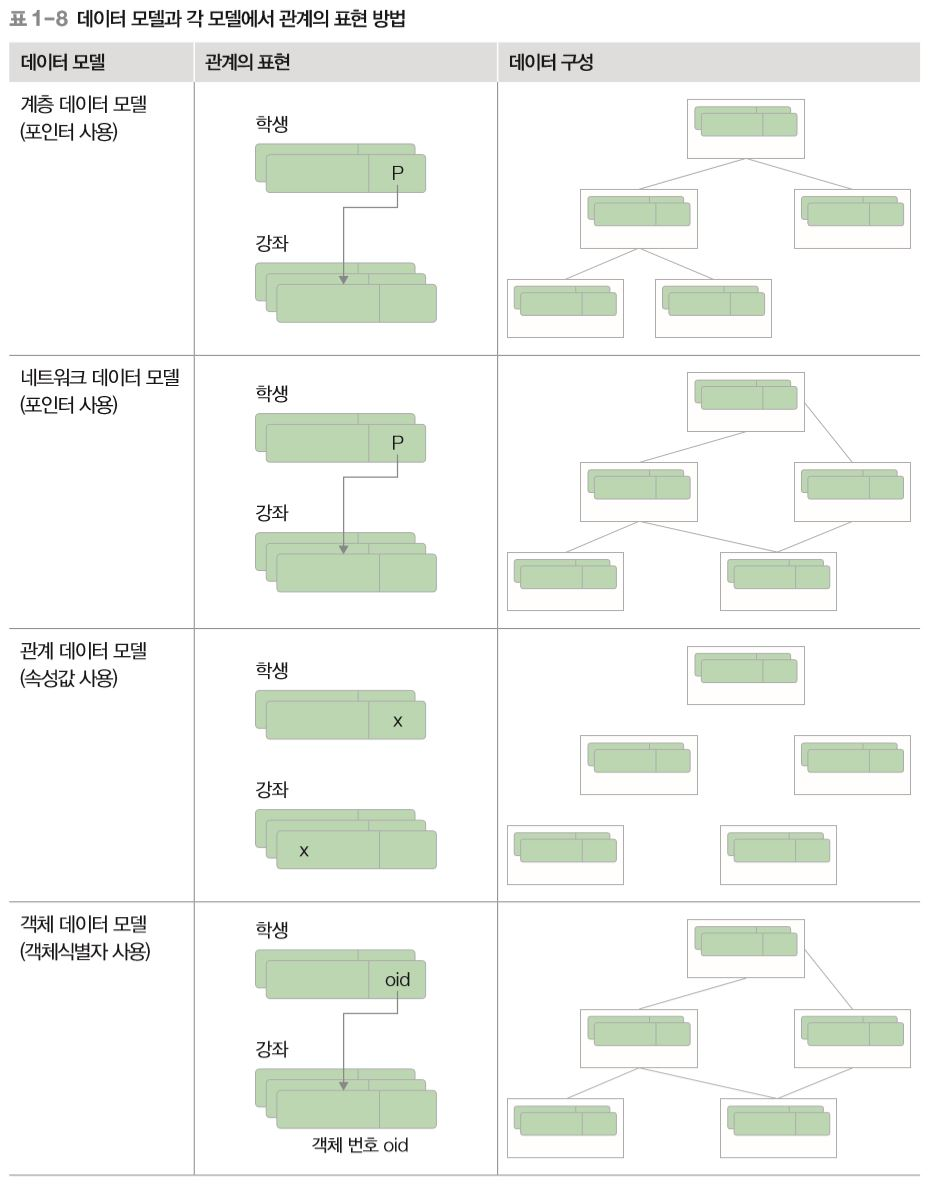 표 1-8 데이터 모델과 각 모델에서 관계의 표현 방법
데이터 모델
관계의 표현
데이터 구성
계층 데이터 모델
(포인터 사용)
학생
P
강좌
네트워크 데이터 모델
(포인터 사용)
학생
P
강좌
관계 데이터 모델
(속성값 사용)
학생
x
강좌
x
객체 데이터 모델
(객체식별자 사용)
학생
oid
강좌
객체 번호 oid